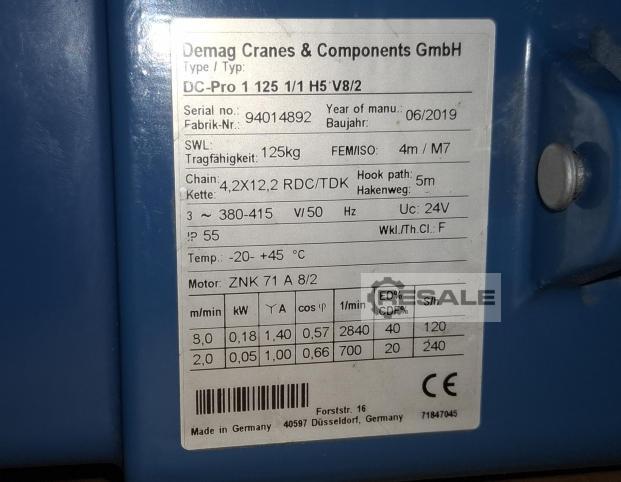 Demag Cranes & Components GmbH
Type / Typ:
DC-Pro 1 125 1/1 H5 V8/2
Serial no.: Fabrik-Nr.: 94014892 Year of manu.: Baujahr: 06/2019
SWL: Tragfähigkeit: 125kg FEM/ISO: 4m / M7
Chain: Kette: 4,2X12,2 RDC/TDK Hook path: Hakenweg: 5m
3 ~ 380-415 V/ 50 Hz Uc: 24V
IP 55 Wkl./Th.Cl.: F
Temp.: -20- +45 °C
Motor: ZNK 71 A 8/2
RESALE
m/min kW Y A cos φ 1/min ED% CDF% S/h
8,0 0,18 1,40 0,57 2840 40 120
2,0 0,05 1,00 0,66 700 20 240
CE
Forststr. 16
Made in Germany 40597 Düsseldorf, Germany 71847045